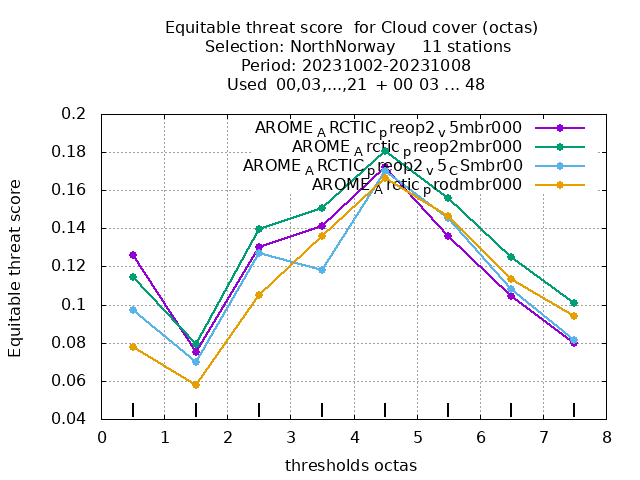 Equitable threat score  for Cloud cover (octas)
Selection: NorthNorway      11 stations
Period: 20231002-20231008
Used  00,03,...,21  + 00 03 ... 48
AROME_ARCTIC_preop2_v5mbr000
AROME_Arctic_preop2mbr000
AROME_ARCTIC_preop2_v5_CSmbr00
AROME_Arctic_prodmbr000
Equitable threat score
0.2
0.18
0.16
0.14
0.12
0.1
0.08
0.06
0.04
0 1 2 3 4 5 6 7 8
thresholds octas